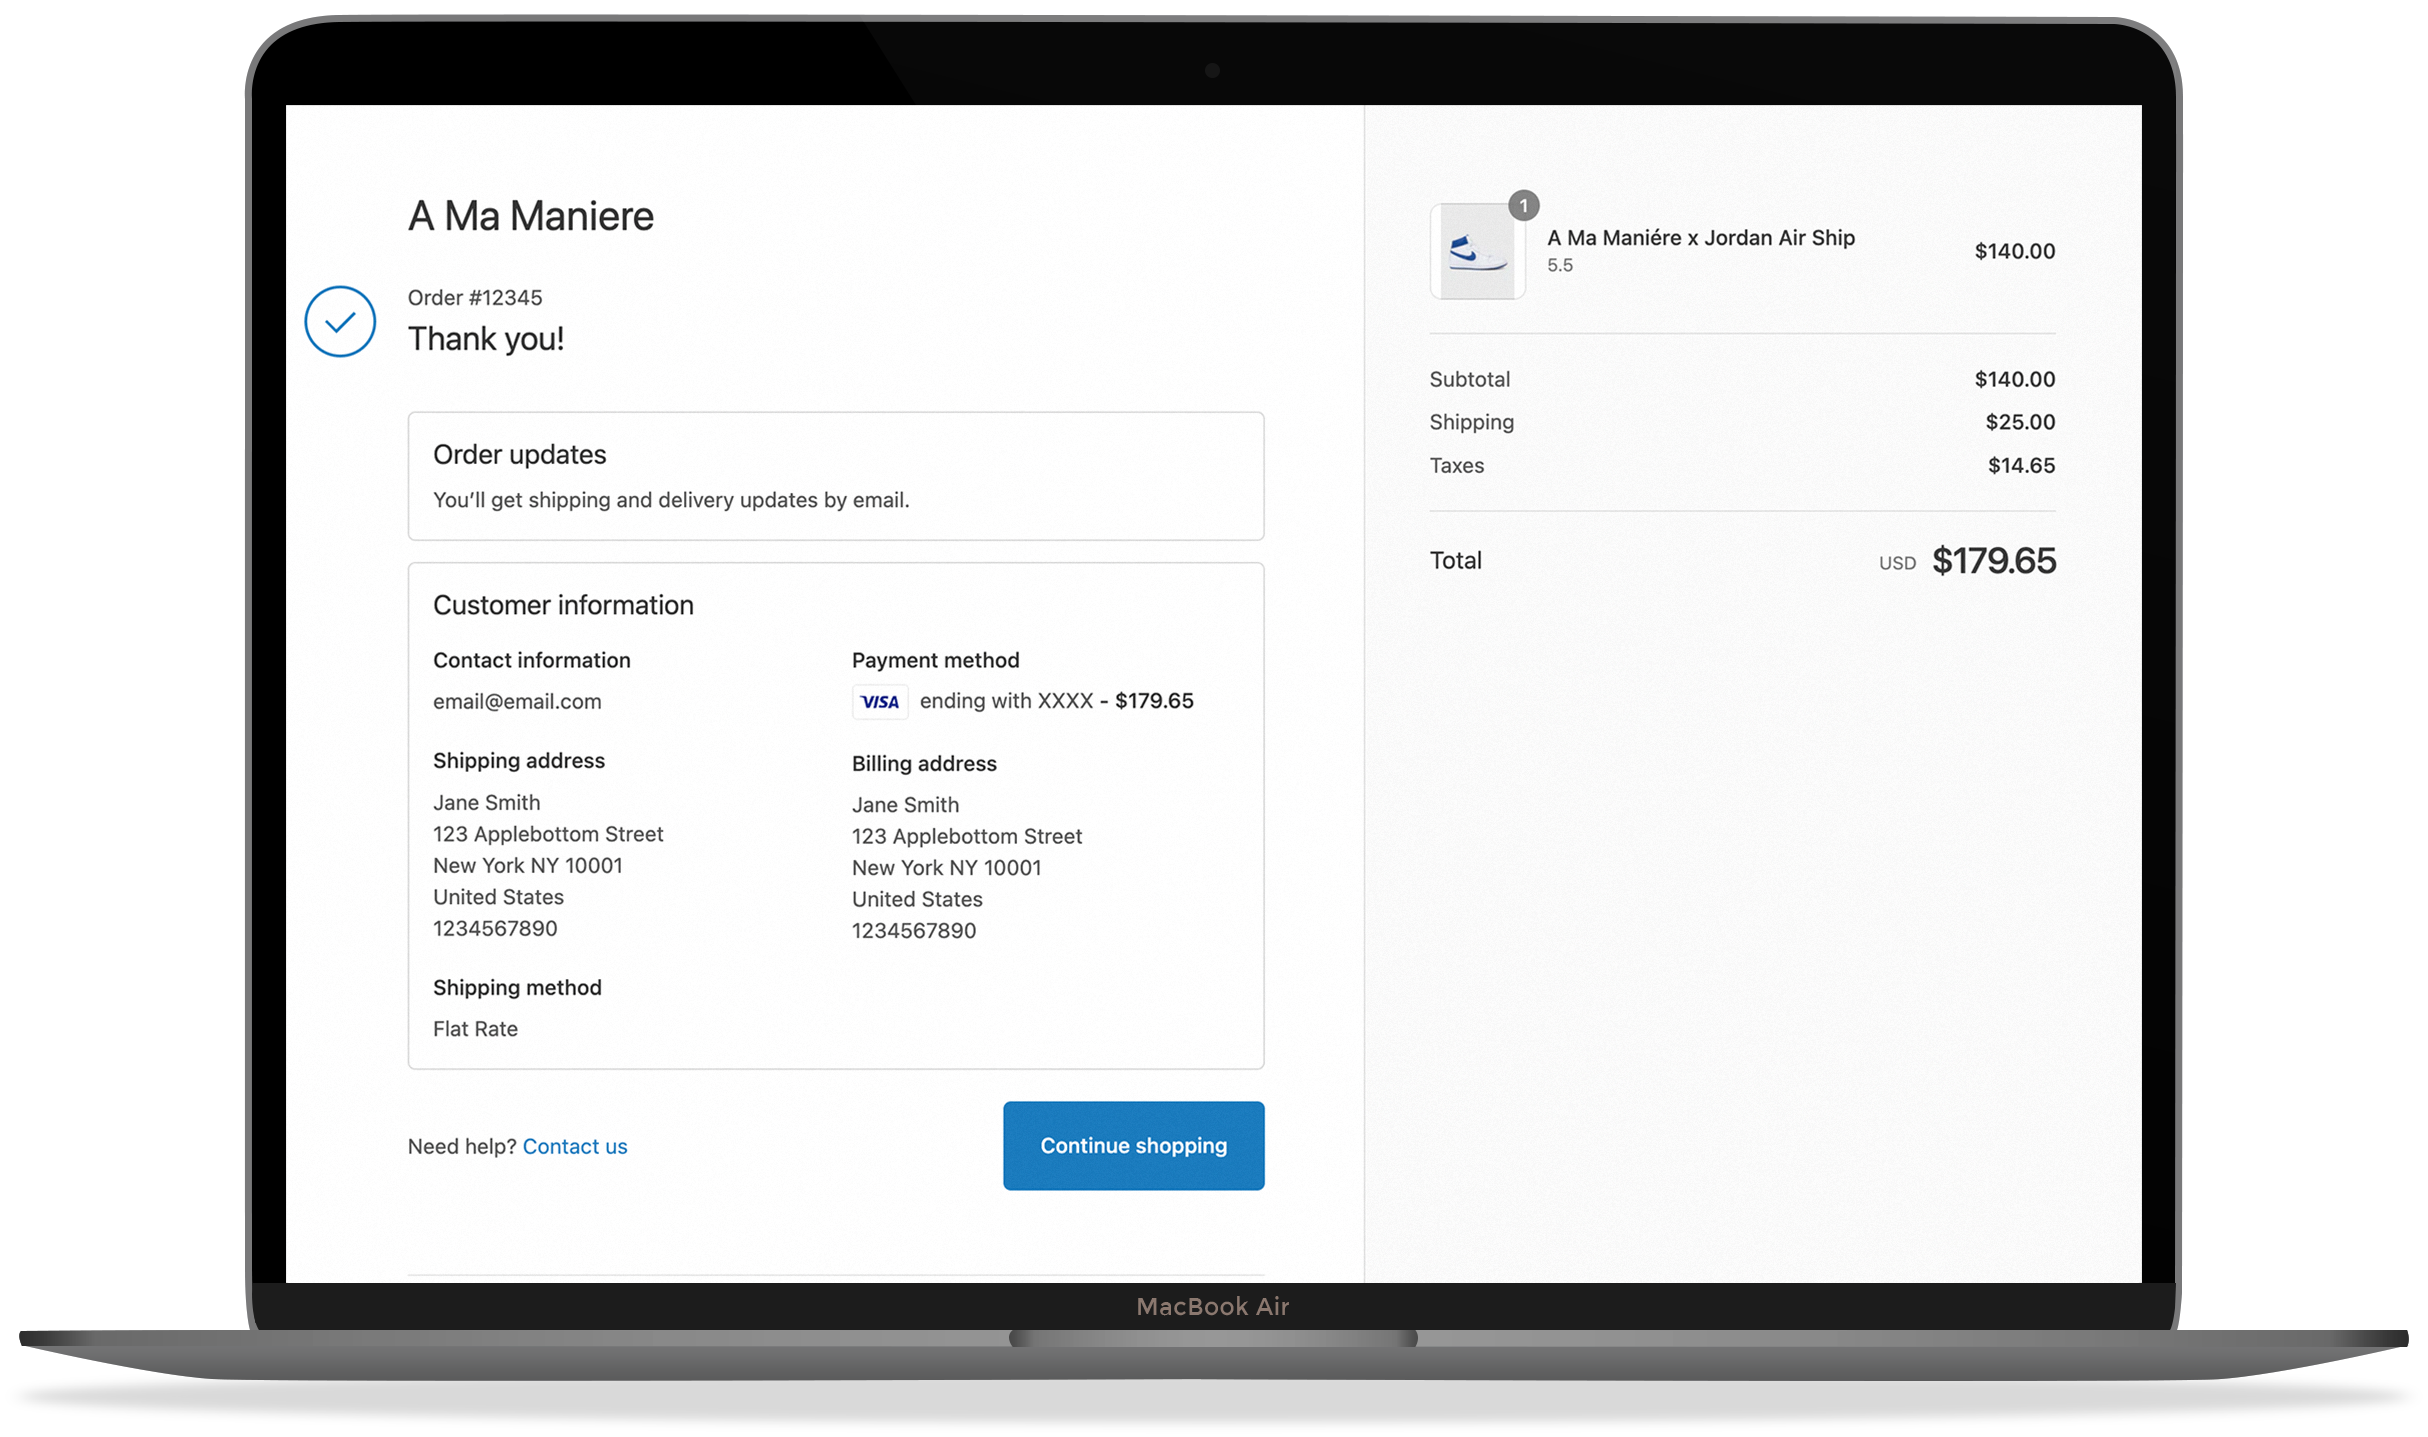 A Ma Maniere
Order #12345
Thank you!
Order updates
You’ll get shipping and delivery updates by email.
Customer information
Contact information
email@email.com
Payment method
VISA ending with XXXX - $179.65
Shipping address
Jane Smith
123 Applebottom Street
New York NY 10001
United States
1234567890
Billing address
Jane Smith
123 Applebottom Street
New York NY 10001
United States
1234567890
Shipping method
Flat Rate
Need help? Contact us
Continue shopping
1
A Ma Maniére x Jordan Air Ship
5.5
$140.00
Subtotal $140.00
Shipping $25.00
Taxes $14.65
Total USD $179.65
MacBook Air